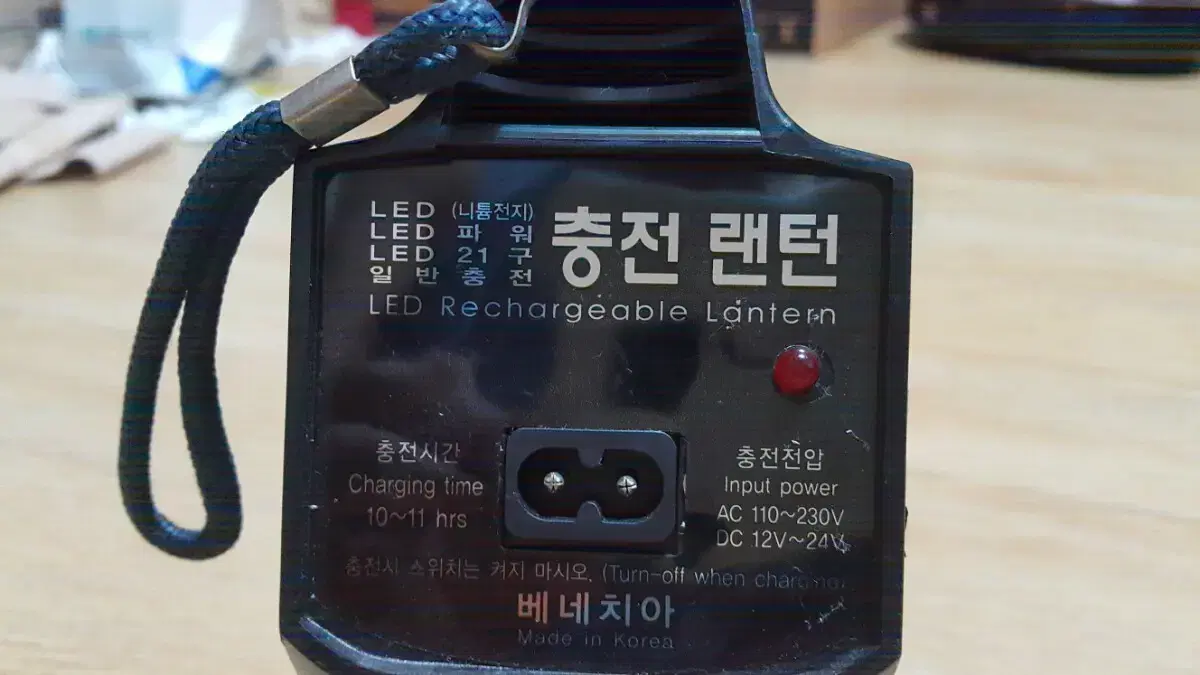 LED (니튬전지)
LED 파 워
LED 21 구
일 반 충 전
충전 랜턴
LED Rechargeable Lantern
충전시간
Charging time
10~11 hrs
충전전압
Input power
AC 110~230V
DC 12V~24V
충전시 스위치는 켜지 마시오. (Turn-off when charging)
베네치아
Made in Korea